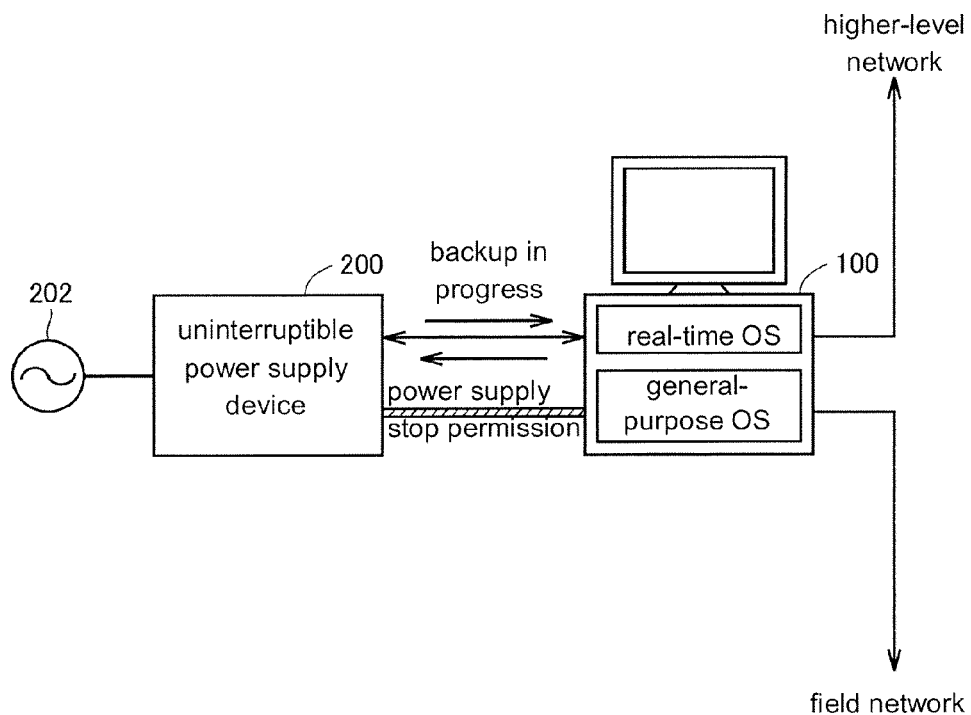 higher-level
network
202
200
backup in
progress
100
uninterruptible
power supply
device
real-time OS
general-
purpose OS
power supply
stop permission
field network